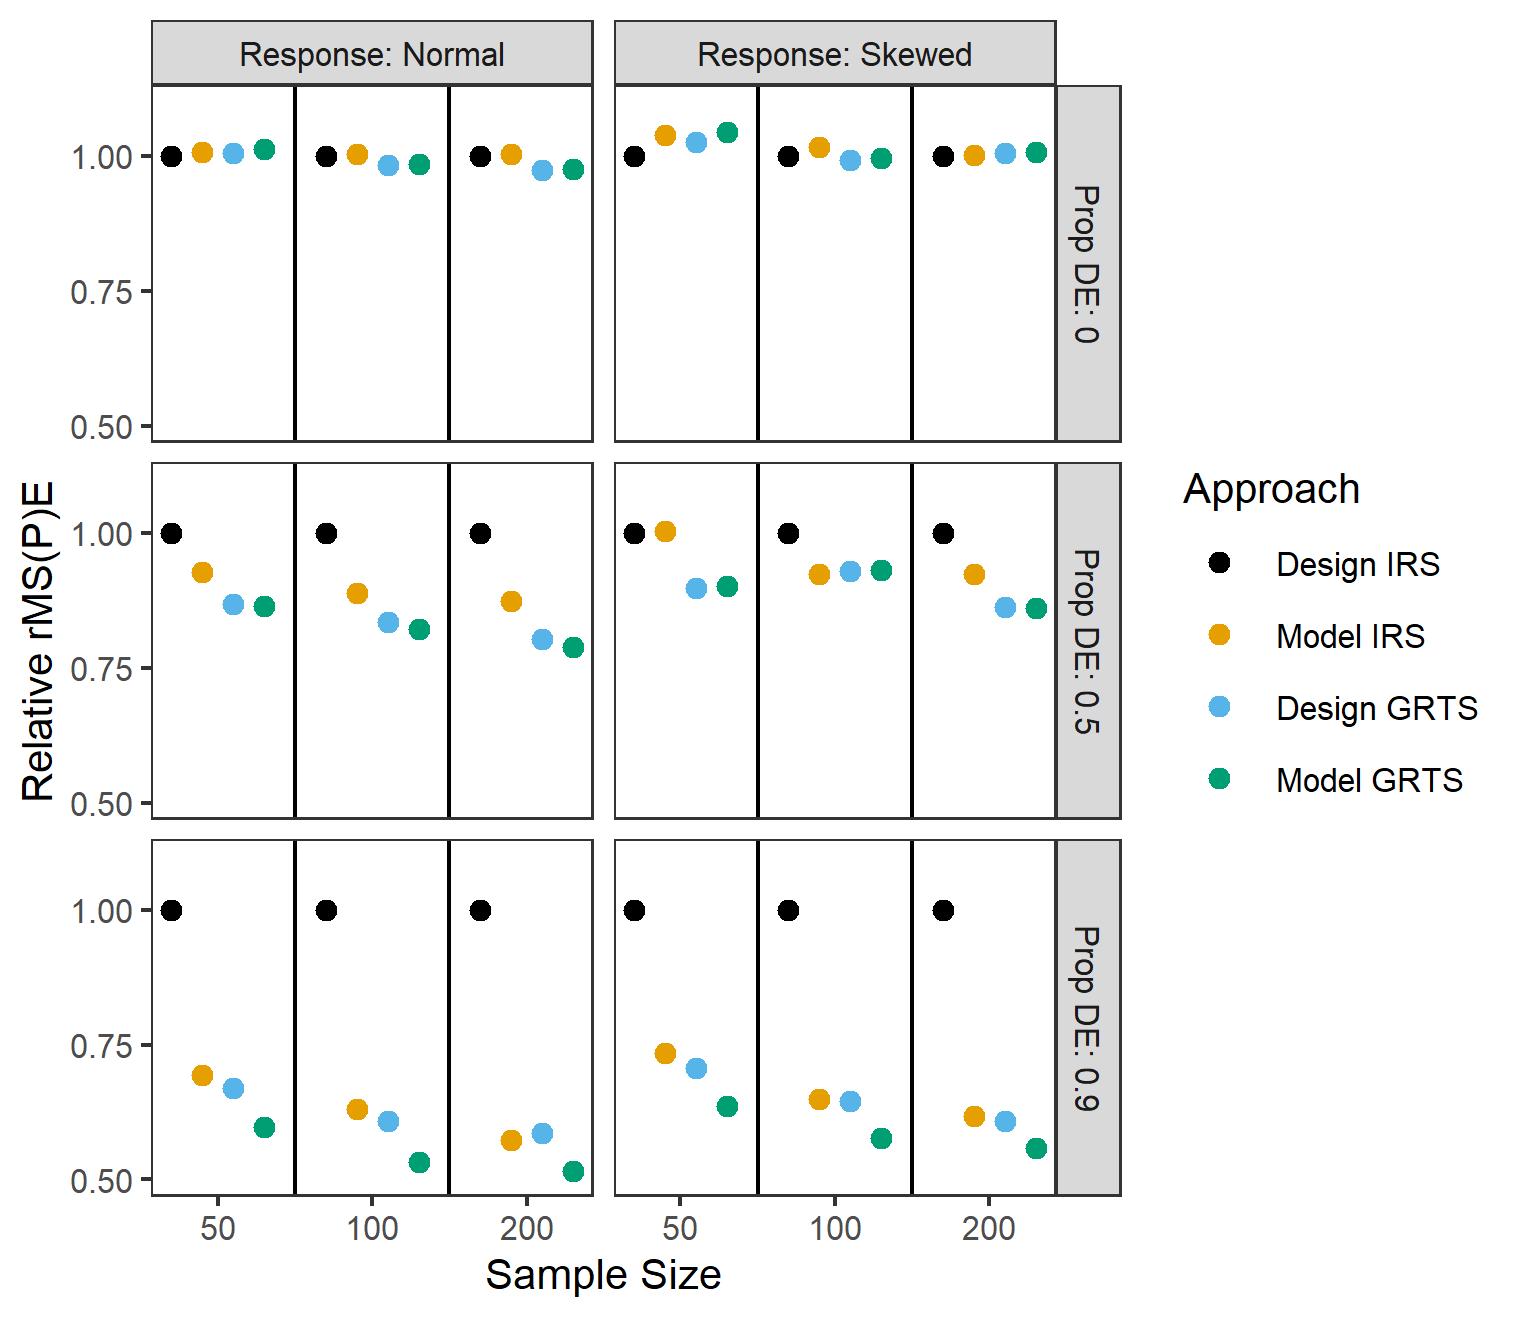 Response: Normal
Response: Skewed
1.00
0.75
0.50
Prop DE: 0
1.00
0.75
0.50
Prop DE: 0.5
1.00
0.75
0.50
Prop DE: 0.9
Relative rMS(P)E
50
100
200
50
100
200
Sample Size
Approach
Design IRS
Model IRS
Design GRTS
Model GRTS